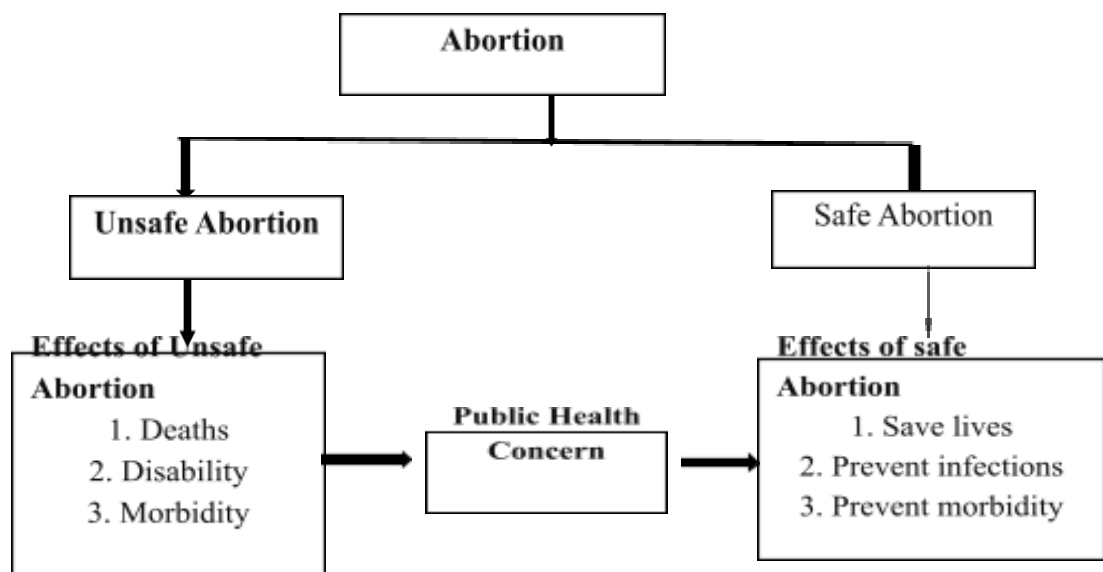 Abortion
Unsafe Abortion
Safe Abortion
Effects of Unsafe
Abortion
1. Deaths
2. Disability
3. Morbidity
Public Health
Concern
Effects of safe
Abortion
1. Save lives
2. Prevent infections
3. Prevent morbidity